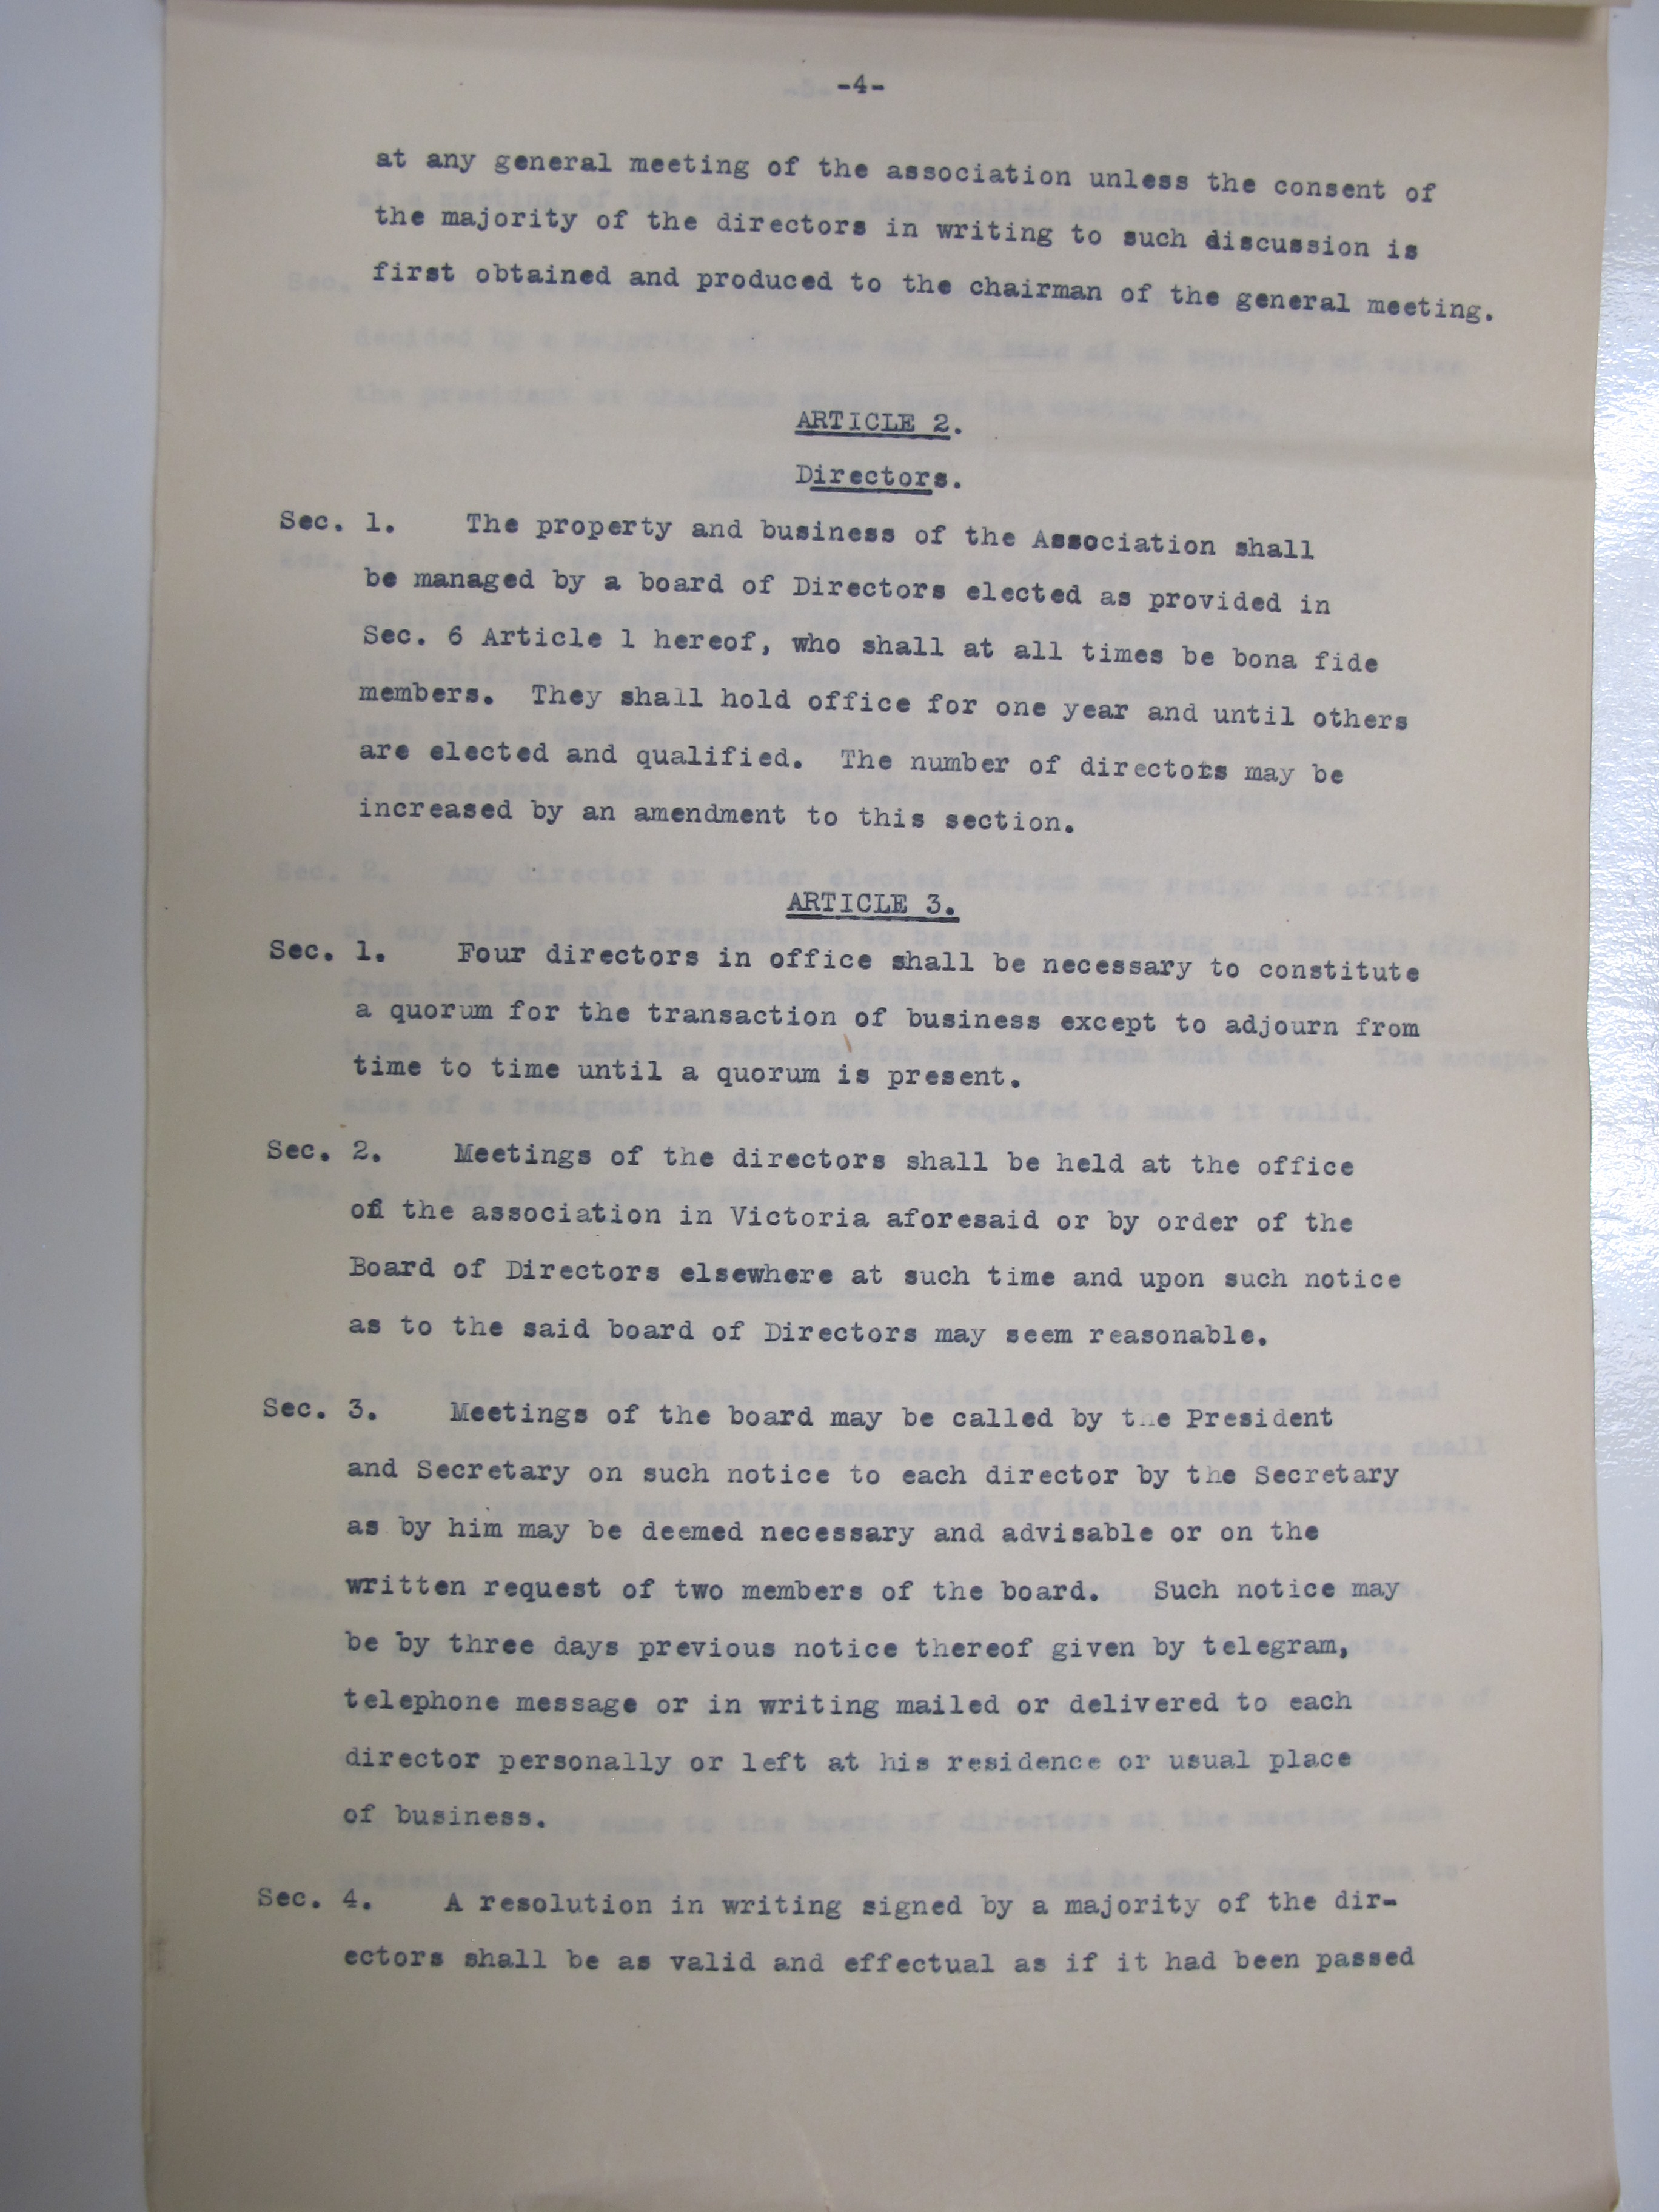 -4-
at any general meeting of the association unless the consent of
the majority of the directors in writing to such discussion is
first obtained and produced to the chairman of the general meeting.
ARTICLE 2.
Directors.
Sec. 1. The property and business of the Association shall
be managed by a board of Directors elected as provided in
Sec. 6 Article 1 hereof, who shall at all times be bona fide
members. They shall hold office for one year and until others
are elected and qualified. The number of directors may be
increased by an amendment to this section.
ARTICLE 3.
Sec. 1. Four directors in office shall be necessary to constitute
a quorum for the transaction of business except to adjourn from
time to time until a quorum is present.
Sec. 2. Meetings of the directors shall be held at the office
of the association in Victoria aforesaid or by order of the
Board of Directors elsewhere at such time and upon such notice
as to the said board of Directors may seem reasonable.
Sec. 3. Meetings of the board may be called by the President
and Secretary on such notice to each director by the Secretary
as by him may be deemed necessary and advisable or on the
written request of two members of the board. Such notice may
be by three days previous notice thereof given by telegram,
telephone message or in writing mailed or delivered to each
director personally or left at his residence or usual place
of business.
Sec. 4. A resolution in writing signed by a majority of the dir-
ectors shall be as valid and effectual as if it had been passed